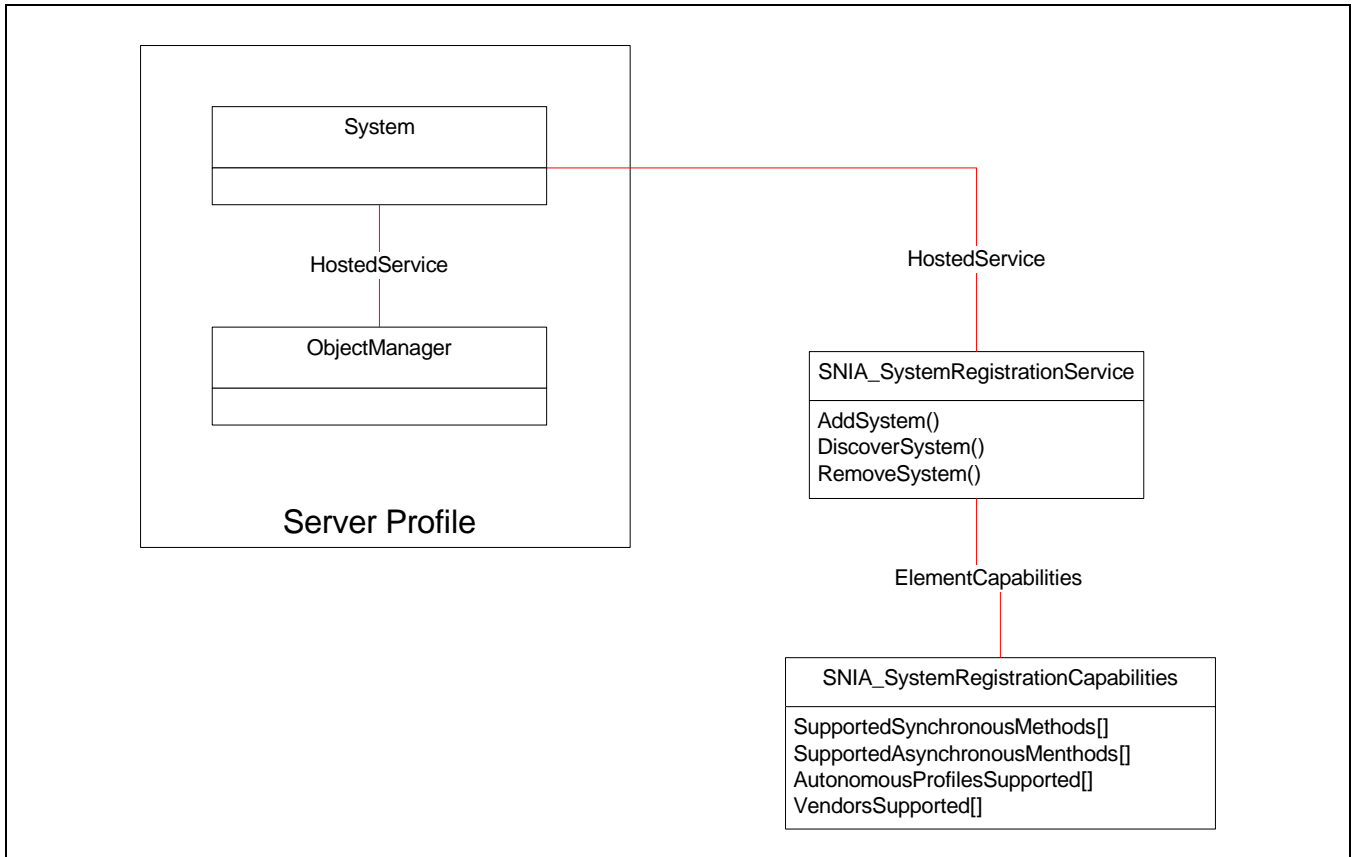 System
HostedService
ObjectManager
Server Profile
HostedService
SNIA_SystemRegistrationService
AddSystem()
DiscoverSystem()
RemoveSystem()
ElementCapabilities
SNIA_SystemRegistrationCapabilities
SupportedSynchronousMethods[]
SupportedAsynchronousMenthods[]
AutonomousProfilesSupported[]
VendorsSupported[]